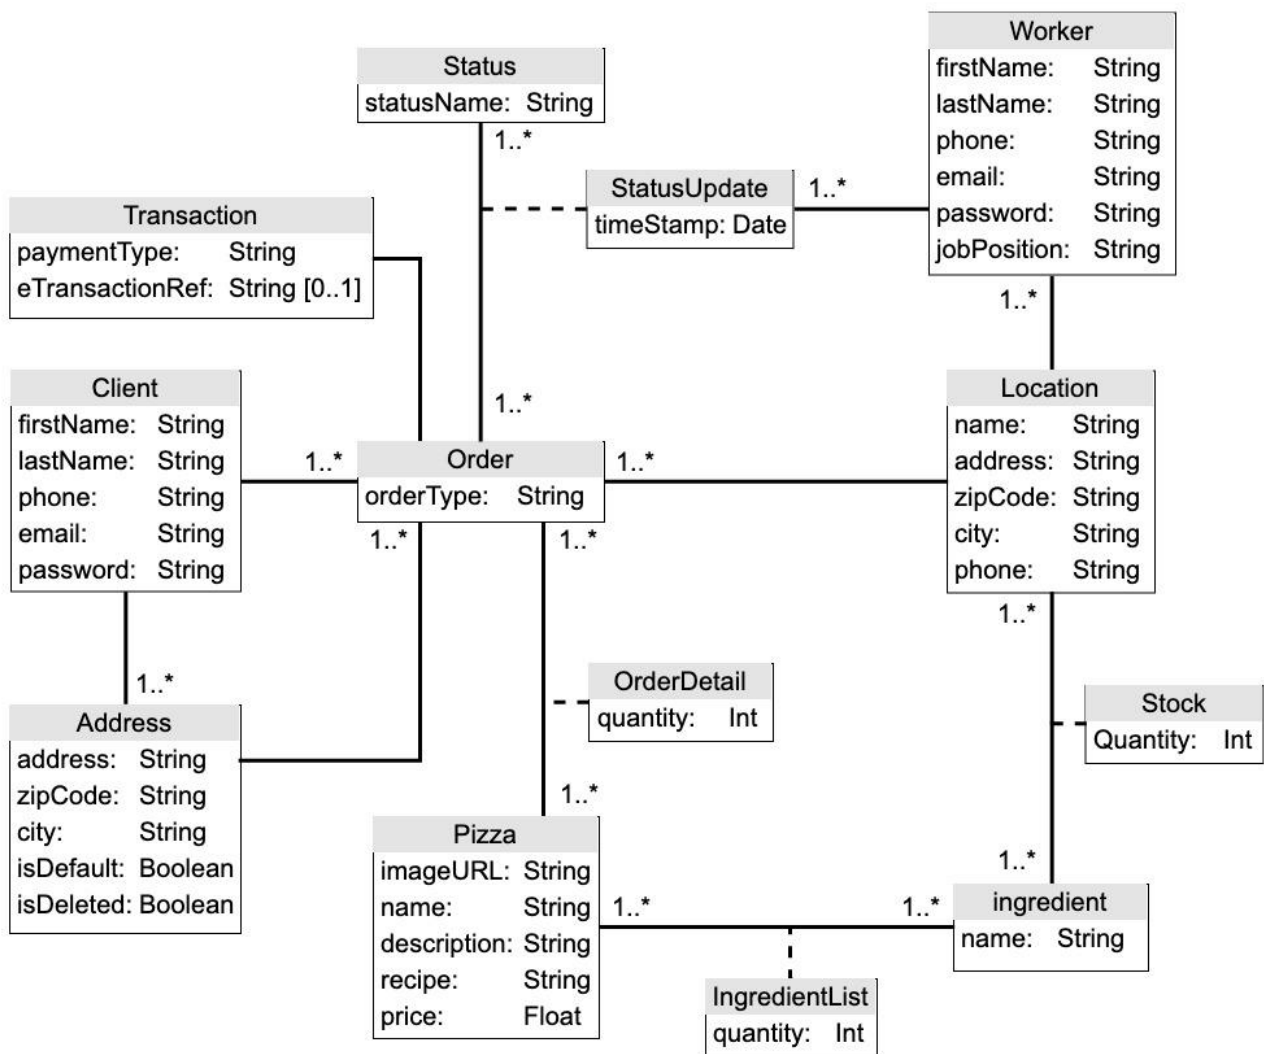 Status
statusName: String
1..*
Worker
firstName: String
lastName: String
phone: String
email: String
password: String
jobPosition: String
StatusUpdate
timeStamp: Date
1..*
1..*
Transaction
paymentType: String
eTransactionRef: String [0..1]
Client
firstName: String
lastName: String
phone: String
email: String
password: String
1..*
1..*
Order
orderType: String
1..*
1..*
1..*
Location
name: String
address: String
zipCode: String
city: String
phone: String
1..*
1..*
Address
address: String
zipCode: String
city: String
isDefault: Boolean
isDeleted: Boolean
OrderDetail
quantity: Int
Stock
Quantity: Int
1..*
Pizza
imageURL: String
name: String
description: String
recipe: String
price: Float
1..*
1..*
1..*
ingredient
name: String
IngredientList
quantity: Int